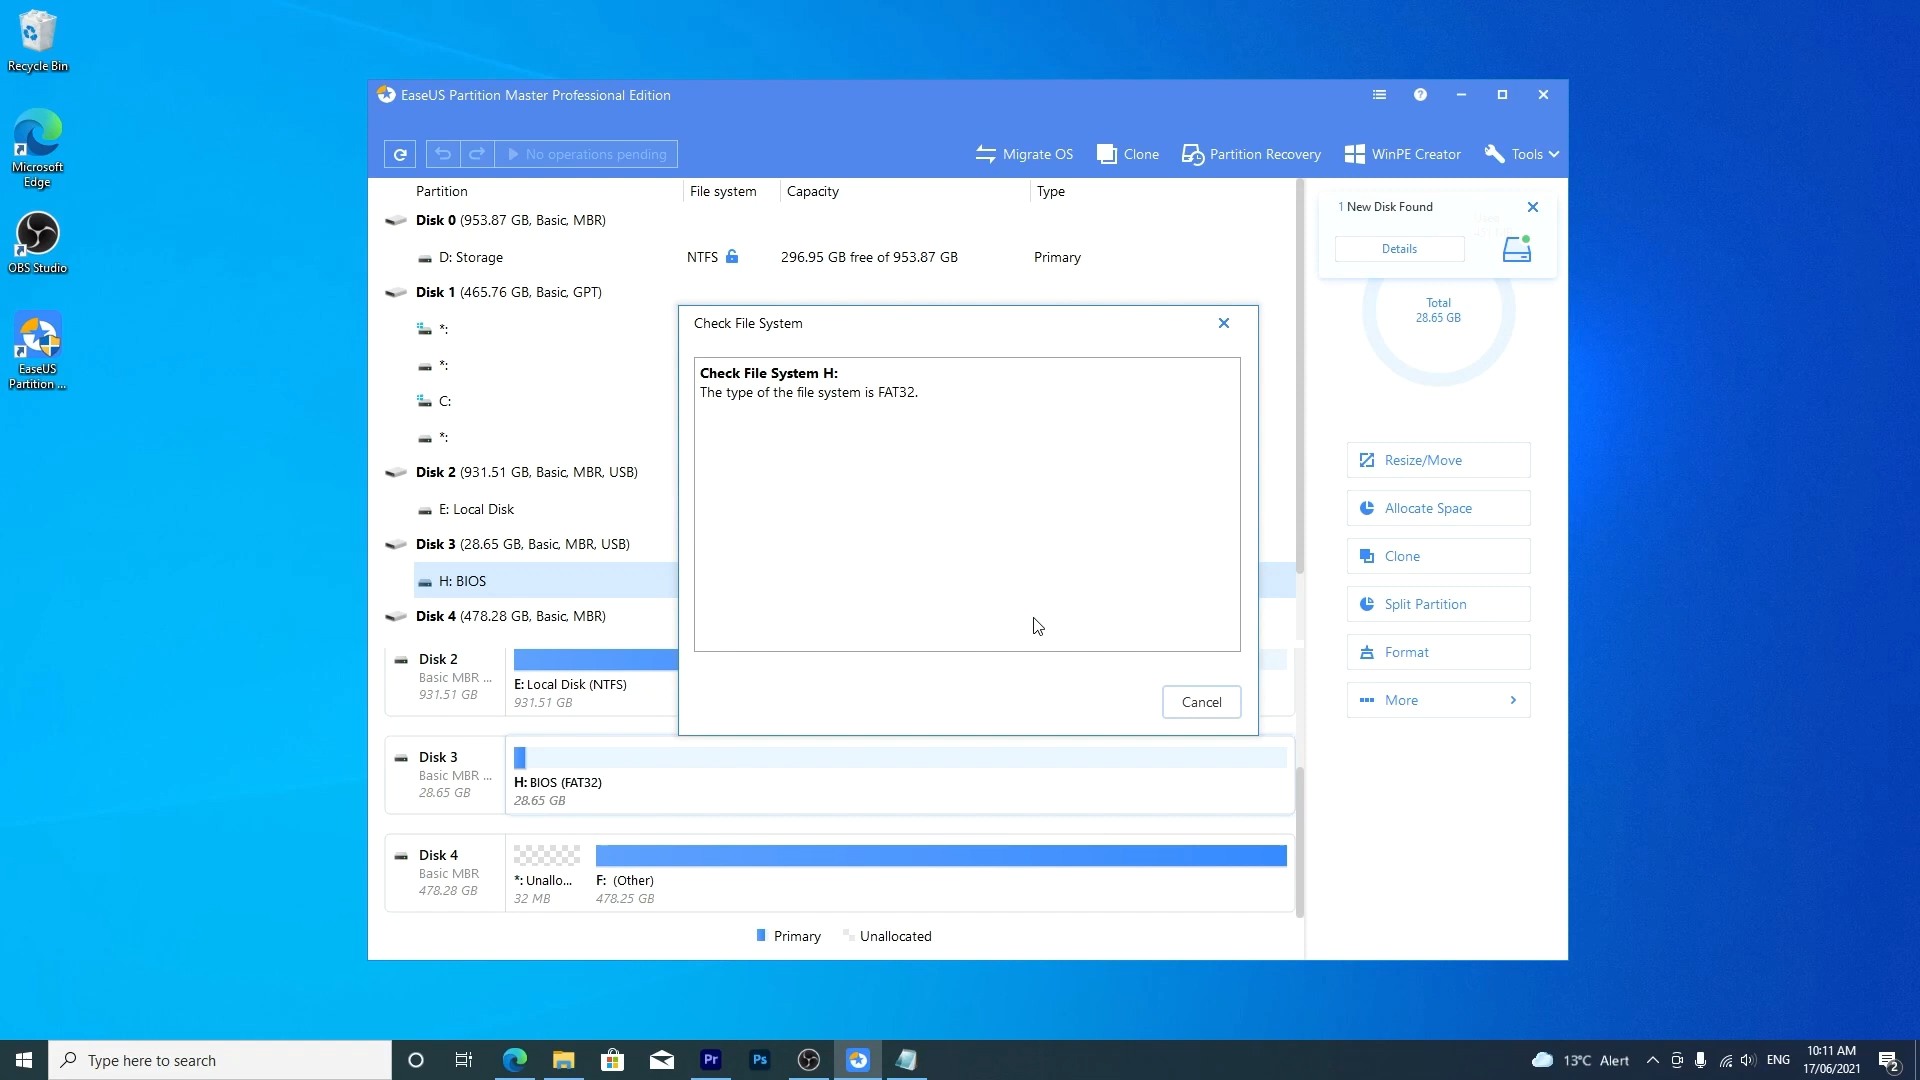 Recycle Bin
Microsoft
Edge
OBS Studio
EaseUS
Partition ...
EaseUS Partition Master Professional Edition
No operations pending
Migrate OS
Clone
Partition Recovery
WinPE Creator
Tools
Partition
File system
Capacity
Type
Disk 0 (953.87 GB, Basic, MBR)
D: Storage
NTFS
296.95 GB free of 953.87 GB
Primary
Disk 1 (465.76 GB, Basic, GPT)
*:
*:
C:
*:
Disk 2 (931.51 GB, Basic, MBR, USB)
E: Local Disk
Disk 3 (28.65 GB, Basic, MBR, USB)
H: BIOS
Disk 4 (478.28 GB, Basic, MBR)
Check File System
Check File System H:
The type of the file system is FAT32.
Cancel
1 New Disk Found
Details
Total
28.65 GB
Resize/Move
Allocate Space
Clone
Split Partition
Format
More
Disk 2
Basic MBR ...
931.51 GB
E: Local Disk (NTFS)
931.51 GB
Disk 3
Basic MBR ...
28.65 GB
H: BIOS (FAT32)
28.65 GB
Disk 4
Basic MBR
478.28 GB
*: Unallo...
32 MB
F: (Other)
478.25 GB
Primary
Unallocated
Type here to search
Pr
Ps
13°C Alert
ENG
10:11 AM
17/06/2021
2